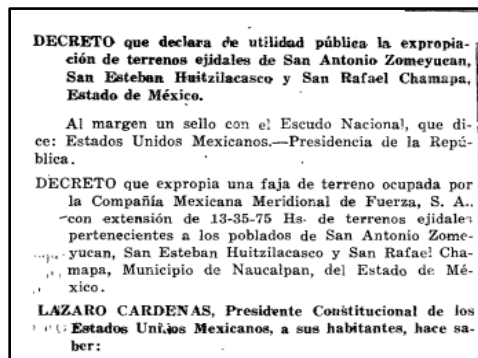 DECRETO que declara de utilidad pública la expropia-
ción de terrenos ejidales de San Antonio Zomeyucan,
San Esteban Huitzilacasco y San Rafael Chamapa,
Estado de México.
Al margen un sello con el Escudo Nacional, que di-
ce: Estados Unidos Mexicanos.—Presidencia de la Repú-
blica.
DECRETO que expropia una faja de terreno ocupada por
la Compañía Mexicana Meridional de Fuerza, S. A.,
con extensión de 13-35-75 Hs. de terrenos ejidales
pertenecientes a los poblados de San Antonio Zome-
yucan, San Esteban Huitzilacasco y San Rafael Cha-
mapa, Municipio de Naucalpan, del Estado de Mé-
xico.
LAZARO CARDENAS, Presidente Constitucional de los
Estados Unidos Mexicanos, a sus habitantes, hace sa-
ber: